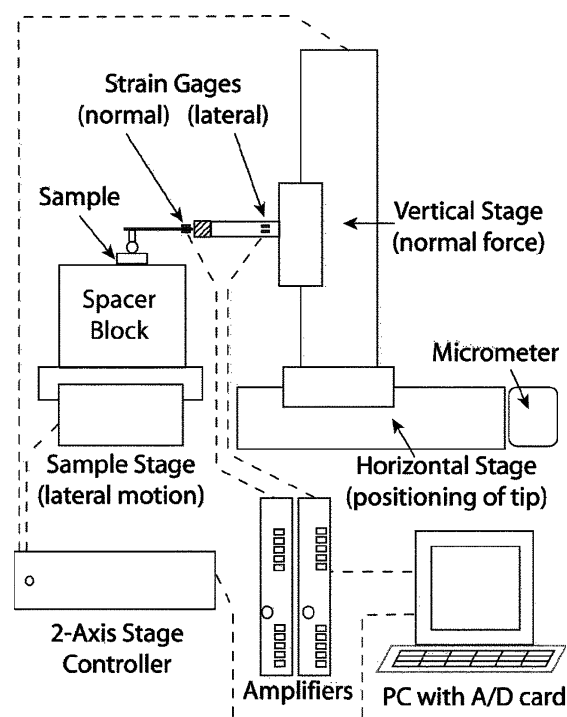 Strain Gages
(normal) (lateral)
Sample
Vertical Stage
(normal force)
Spacer
Block
Micrometer
Sample Stage
(lateral motion)
Horizontal Stage
(positioning of tip)
2-Axis Stage
Controller
Amplifiers
PC with A/D card